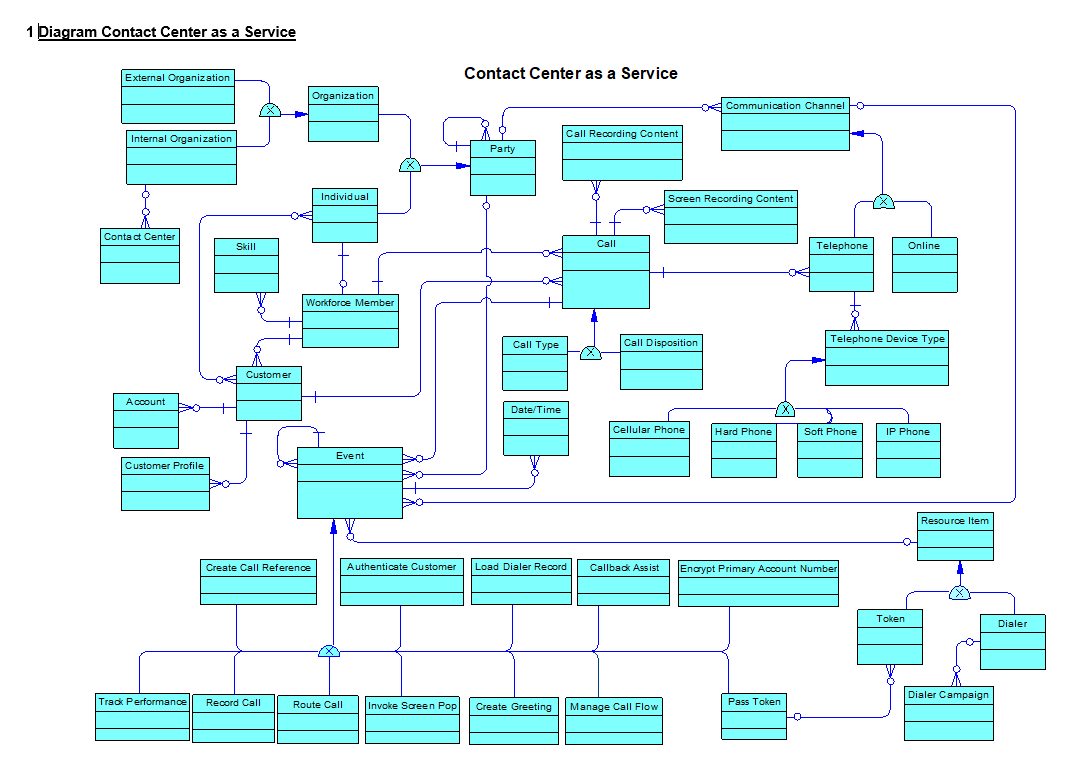 1 Diagram Contact Center as a Service
Contact Center as a Service
External Organization
Organization
Internal Organization
Communication Channel
Call Recording Content
Party
Individual
Screen Recording Content
Contact Center
Skill
Call
Telephone
Online
Workforce Member
Call Type
Call Disposition
Telephone Device Type
Customer
Account
Date/Time
Cellular Phone
Hard Phone
Soft Phone
IP Phone
Customer Profile
Event
Resource Item
Create Call Reference
Authenticate Customer
Load Dialer Record
Callback Assist
Encrypt Primary Account Number
Token
Dialer
Track Performance
Record Call
Route Call
Invoke Screen Pop
Create Greeting
Manage Call Flow
Pass Token
Dialer Campaign
X
X
X
X
X
X
X